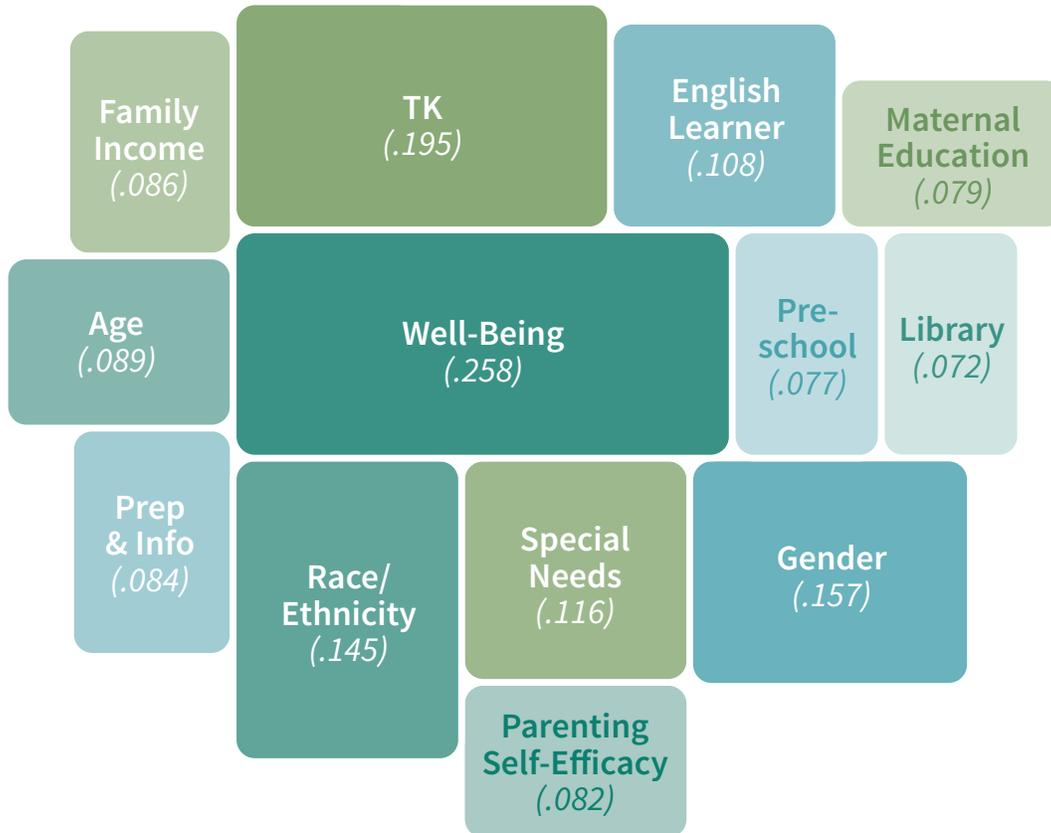 Family
Income
(.086)
TK
(.195)
English
Learner
(.108)
Maternal
Education
(.079)
Age
(.089)
Well-Being
(.258)
Pre-
school
(.077)
Library
(.072)
Prep
& Info
(.084)
Race/
Ethnicity
(.145)
Special
Needs
(.116)
Gender
(.157)
Parenting
Self-Efficacy
(.082)